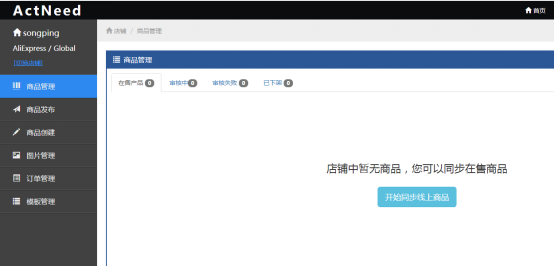 ActNeed
首页
songping
AliExpress / Global
店铺 / 商品管理
商品管理
商品管理
在售产品 0 审核中 0 审核失败 0 已下架 0
商品发布
商品创建
图片管理
订单管理
模板管理
店铺中暂无商品，您可以同步在售商品
开始同步线上商品